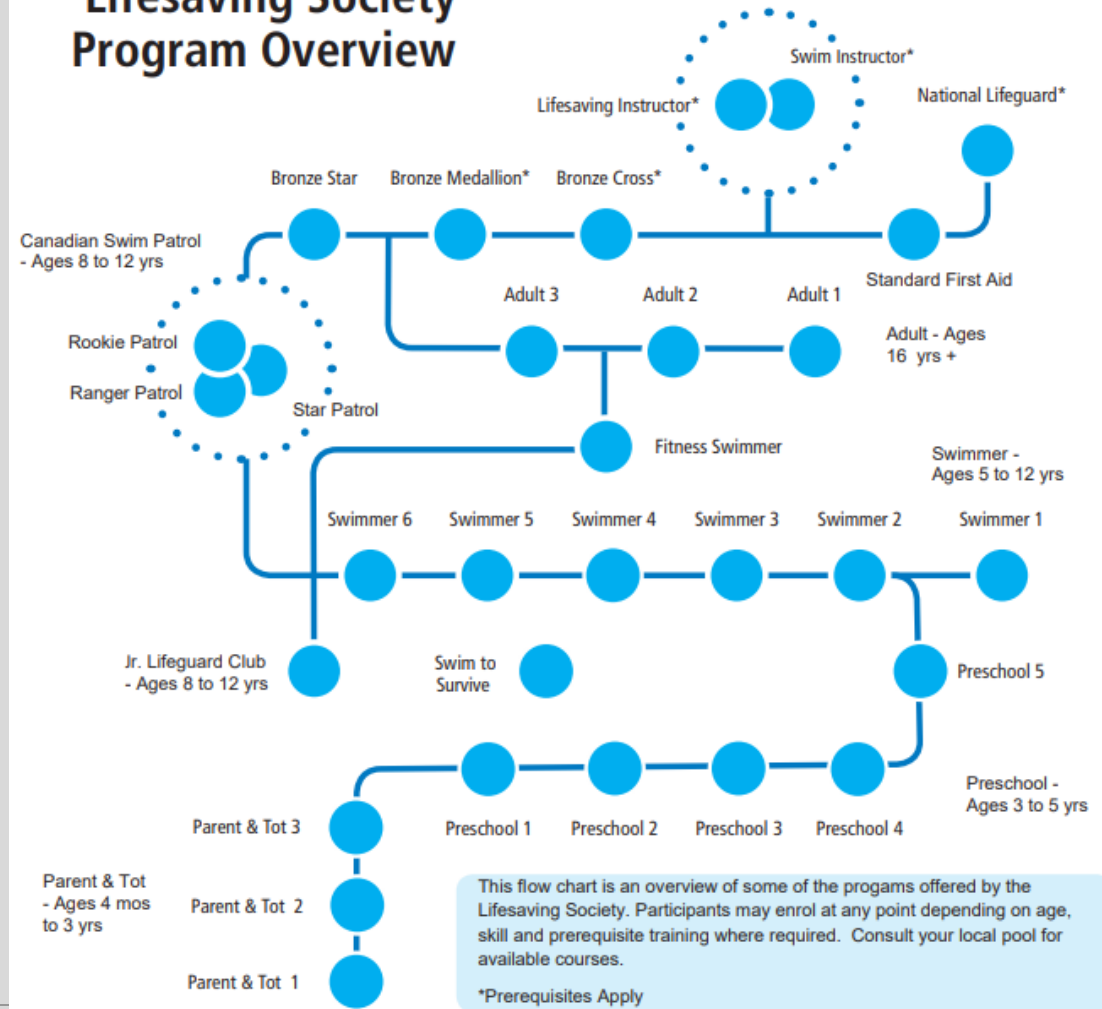 Lifesaving Society
Program Overview
Swim Instructor*
Lifesaving Instructor*
National Lifeguard*
Bronze Star
Bronze Medallion*
Bronze Cross*
Canadian Swim Patrol
- Ages 8 to 12 yrs
Standard First Aid
Adult 3
Adult 2
Adult 1
Adult - Ages
16 yrs +
Rookie Patrol
Ranger Patrol
Star Patrol
Fitness Swimmer
Swimmer -
Ages 5 to 12 yrs
Swimmer 6
Swimmer 5
Swimmer 4
Swimmer 3
Swimmer 2
Swimmer 1
Jr. Lifeguard Club
- Ages 8 to 12 yrs
Swim to
Survive
Preschool 5
Preschool -
Ages 3 to 5 yrs
Parent & Tot 3
Preschool 1
Preschool 2
Preschool 3
Preschool 4
Parent & Tot
- Ages 4 mos
to 3 yrs
Parent & Tot 2
Parent & Tot 1
This flow chart is an overview of some of the progams offered by the
Lifesaving Society. Participants may enrol at any point depending on age,
skill and prerequisite training where required. Consult your local pool for
available courses.
*Prerequisites Apply